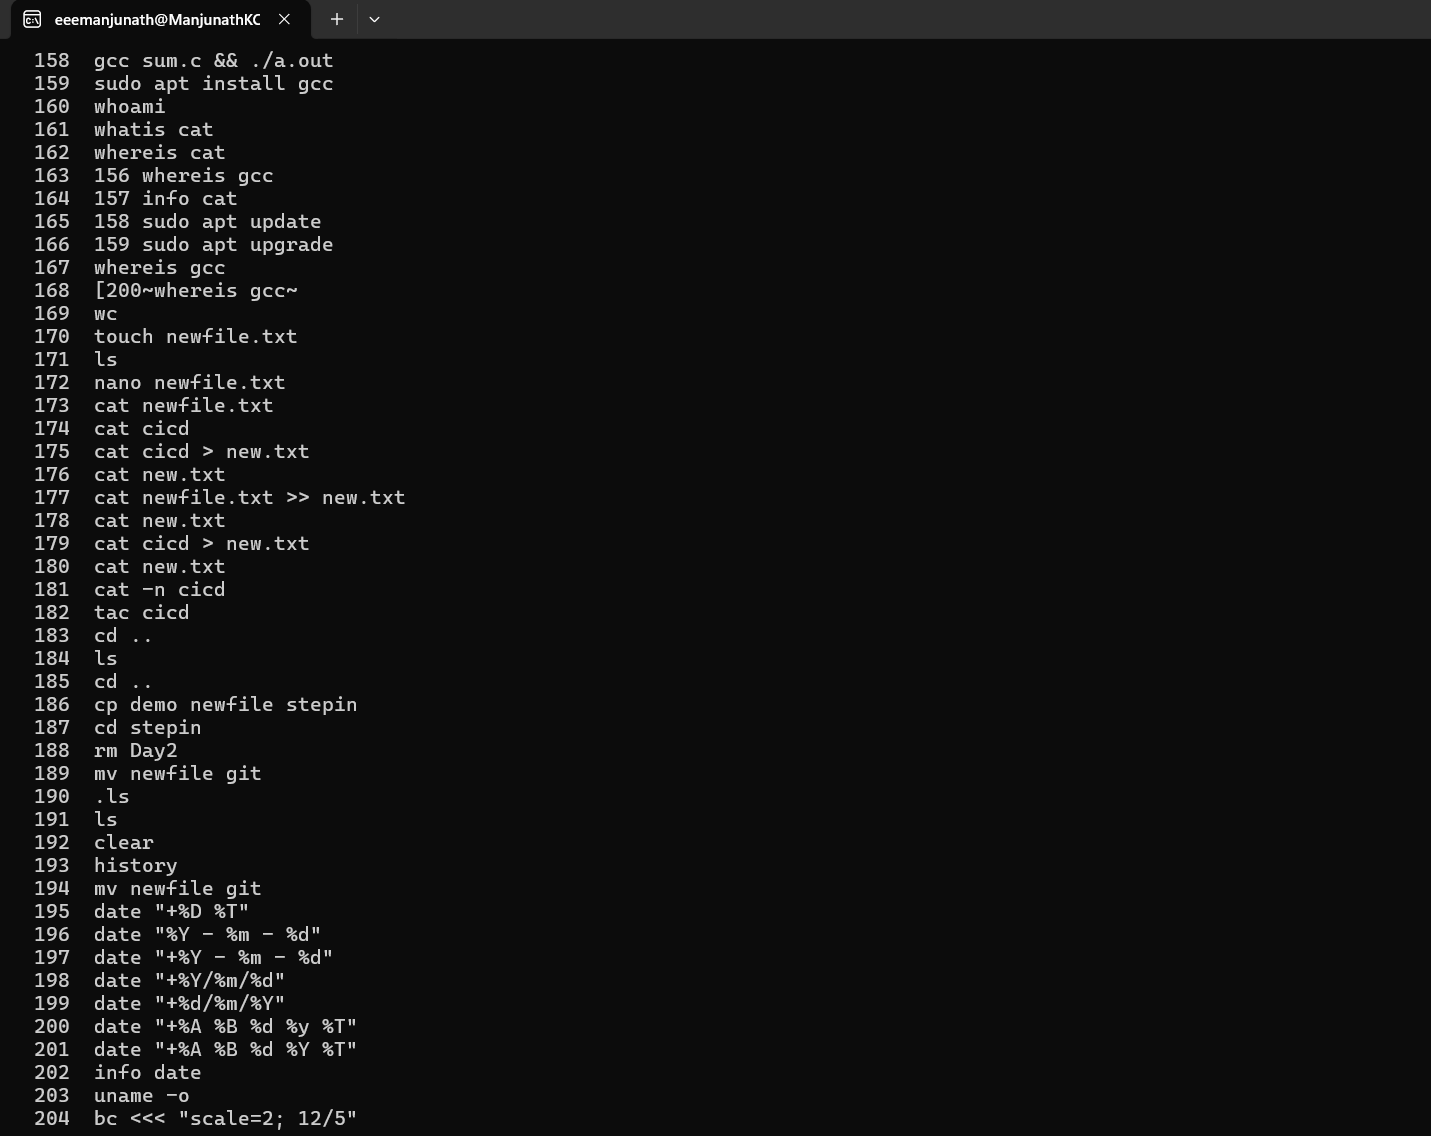 eeemanjunath@ManjunathKC
158 gcc sum.c && ./a.out
159 sudo apt install gcc
160 whoami
161 whatis cat
162 whereis cat
163 156 whereis gcc
164 157 info cat
165 158 sudo apt update
166 159 sudo apt upgrade
167 whereis gcc
168 [200~whereis gcc~
169 wc
170 touch newfile.txt
171 ls
172 nano newfile.txt
173 cat newfile.txt
174 cat cicd
175 cat cicd > new.txt
176 cat new.txt
177 cat newfile.txt >> new.txt
178 cat new.txt
179 cat cicd > new.txt
180 cat new.txt
181 cat -n cicd
182 tac cicd
183 cd ..
184 ls
185 cd ..
186 cp demo newfile stepin
187 cd stepin
188 rm Day2
189 mv newfile git
190 .ls
191 ls
192 clear
193 history
194 mv newfile git
195 date "+%D %T"
196 date "%Y - %m - %d"
197 date "+%Y - %m - %d"
198 date "+%Y/%m/%d"
199 date "+%d/%m/%Y"
200 date "+%A %B %d %y %T"
201 date "+%A %B %d %Y %T"
202 info date
203 uname -o
204 bc <<< "scale=2; 12/5"